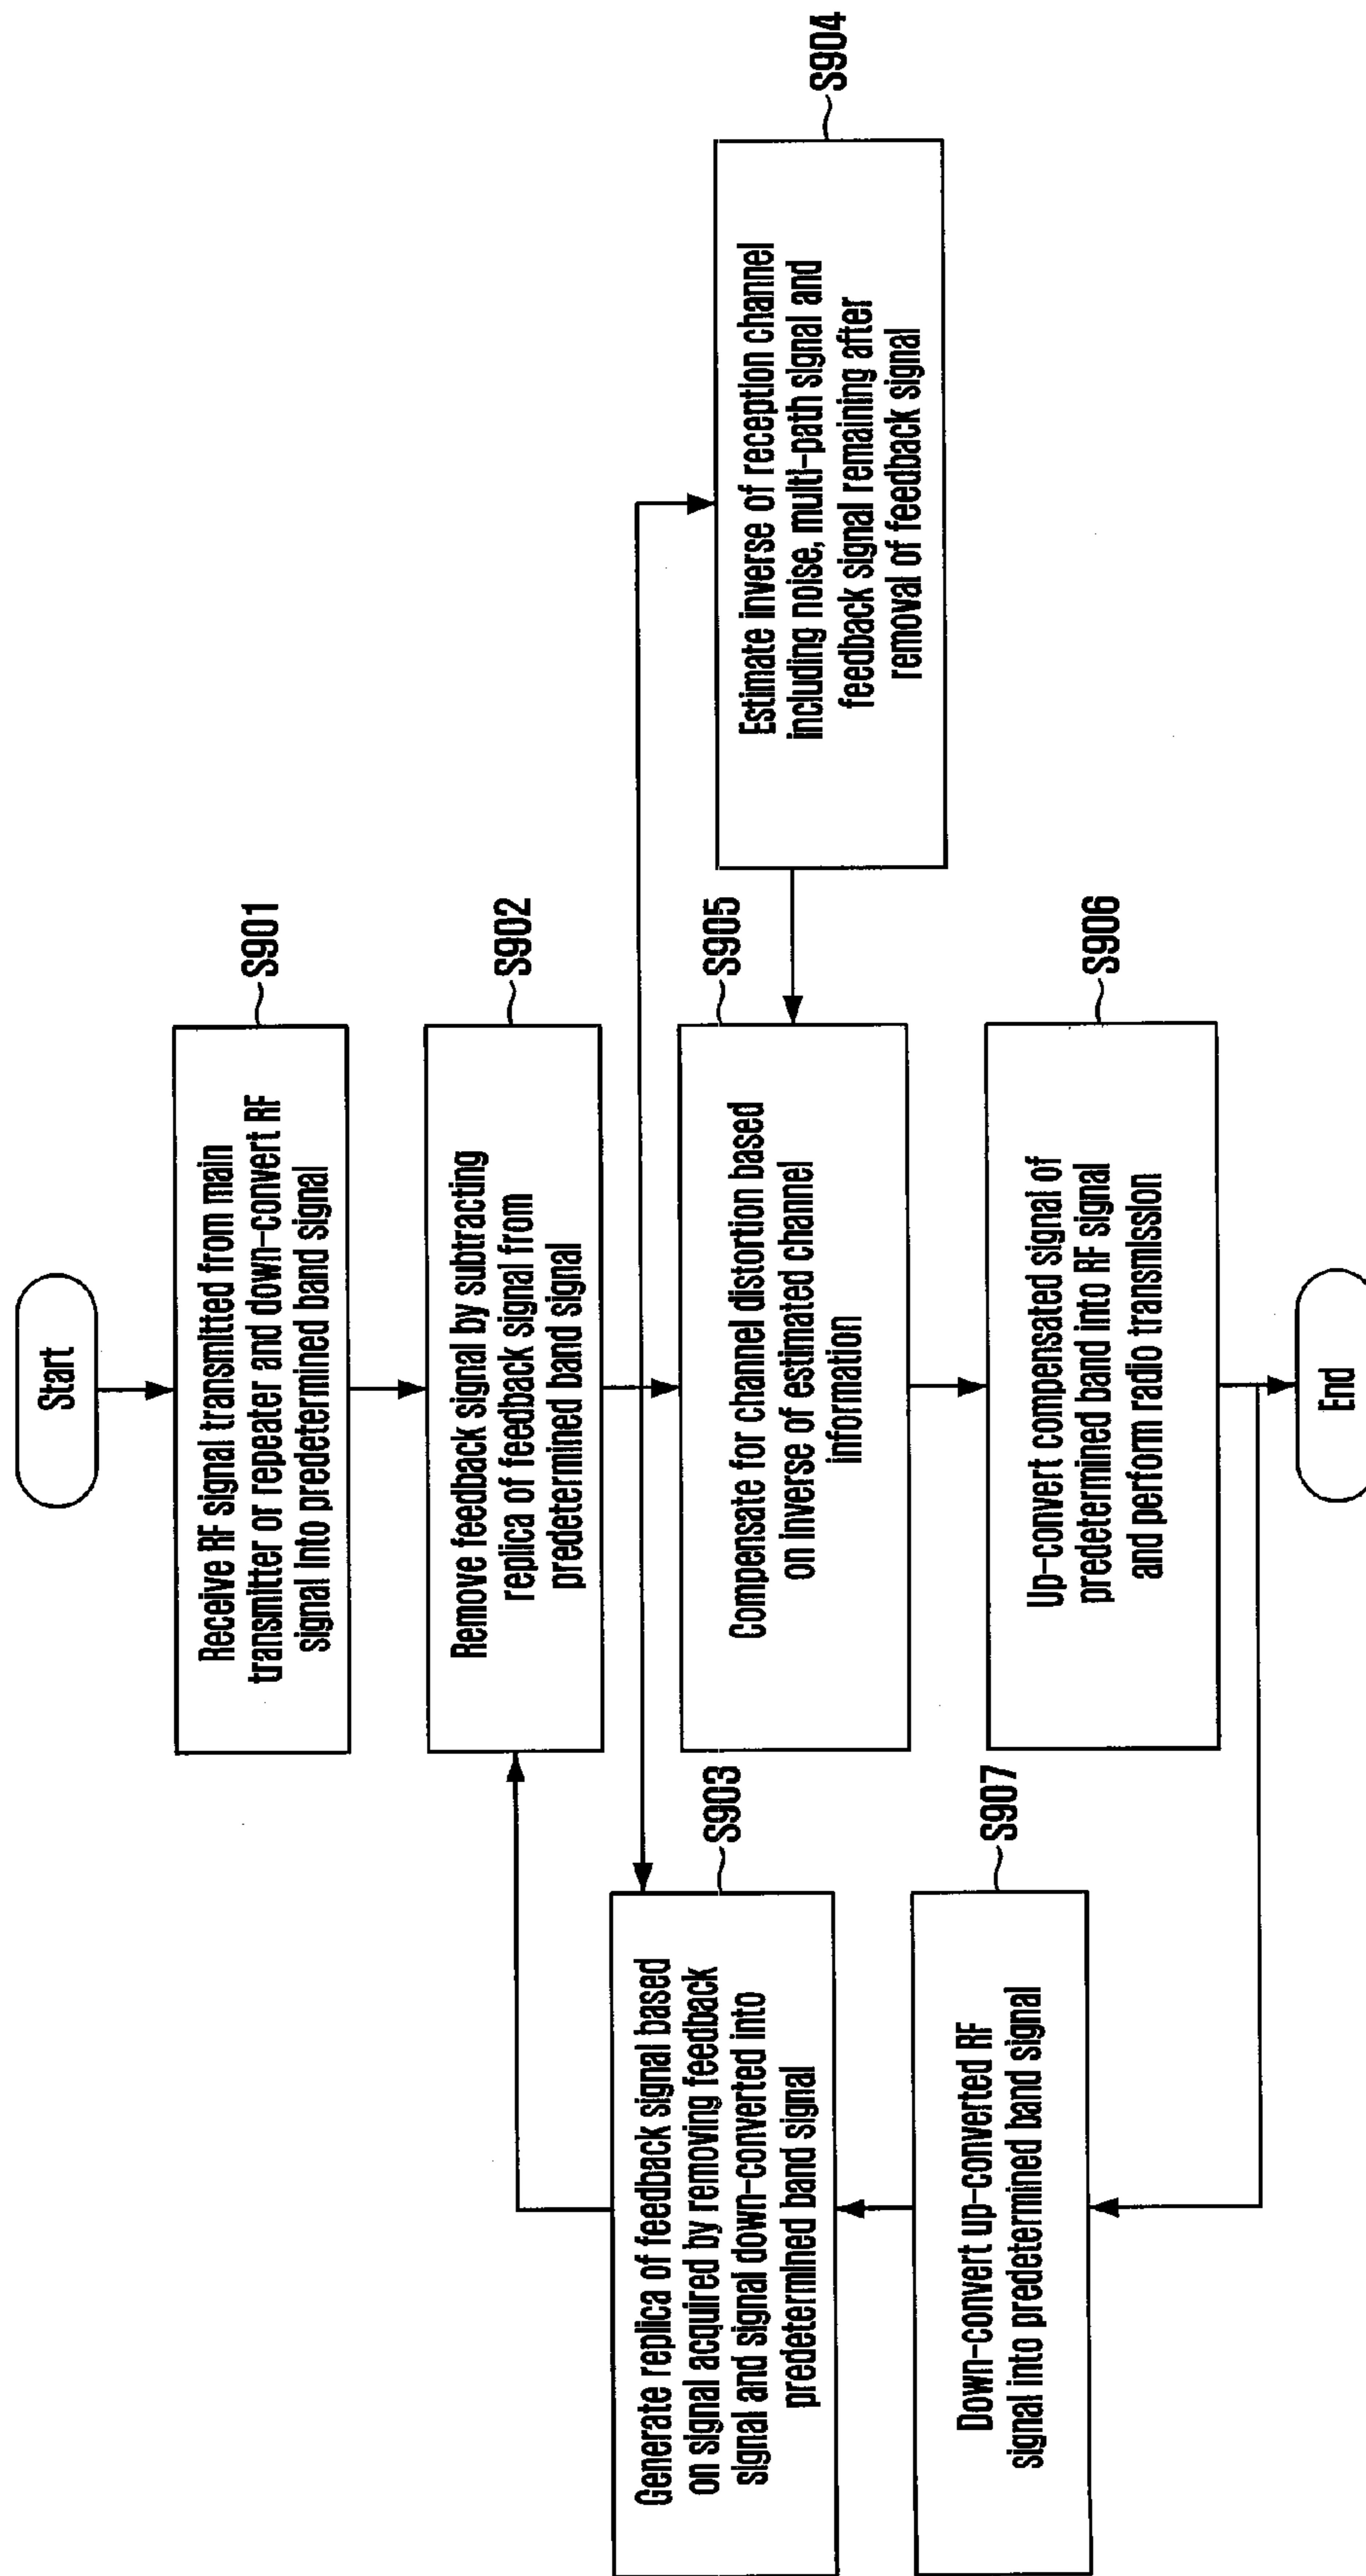 Start
Receive RF signal transmitted from main
transmitter or repeater and down-convert RF
signal into predetermined band signal
S901
Remove feedback signal by subtracting
replica of feedback signal from
predetermined band signal
S902
Generate replica of feedback signal based
on signal acquired by removing feedback
signal and signal down-converted into
predetermined band signal
S903
Estimate inverse of reception channel
including noise, multi-path signal and
feedback signal remaining after
removal of feedback signal
S904
Compensate for channel distortion based
on inverse of estimated channel
information
S905
Up-convert compensated signal of
predetermined band into RF signal
and perform radio transmission
S906
Down-convert up-converted RF
signal into predetermined band signal
S907
End